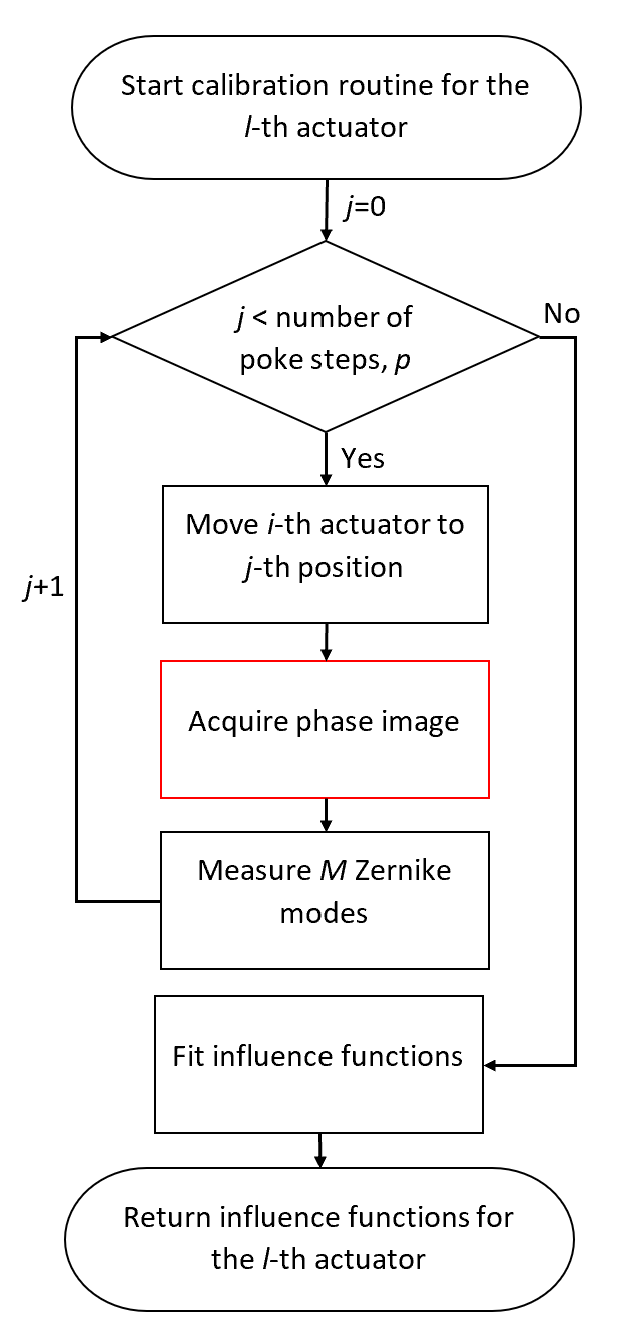 Start calibration routine for the
l-th actuator
j=0
j < number of
poke steps, p
No
Yes
Move i-th actuator to
j-th position
j+1
Acquire phase image
Measure M Zernike
modes
Fit influence functions
Return influence functions for
the l-th actuator